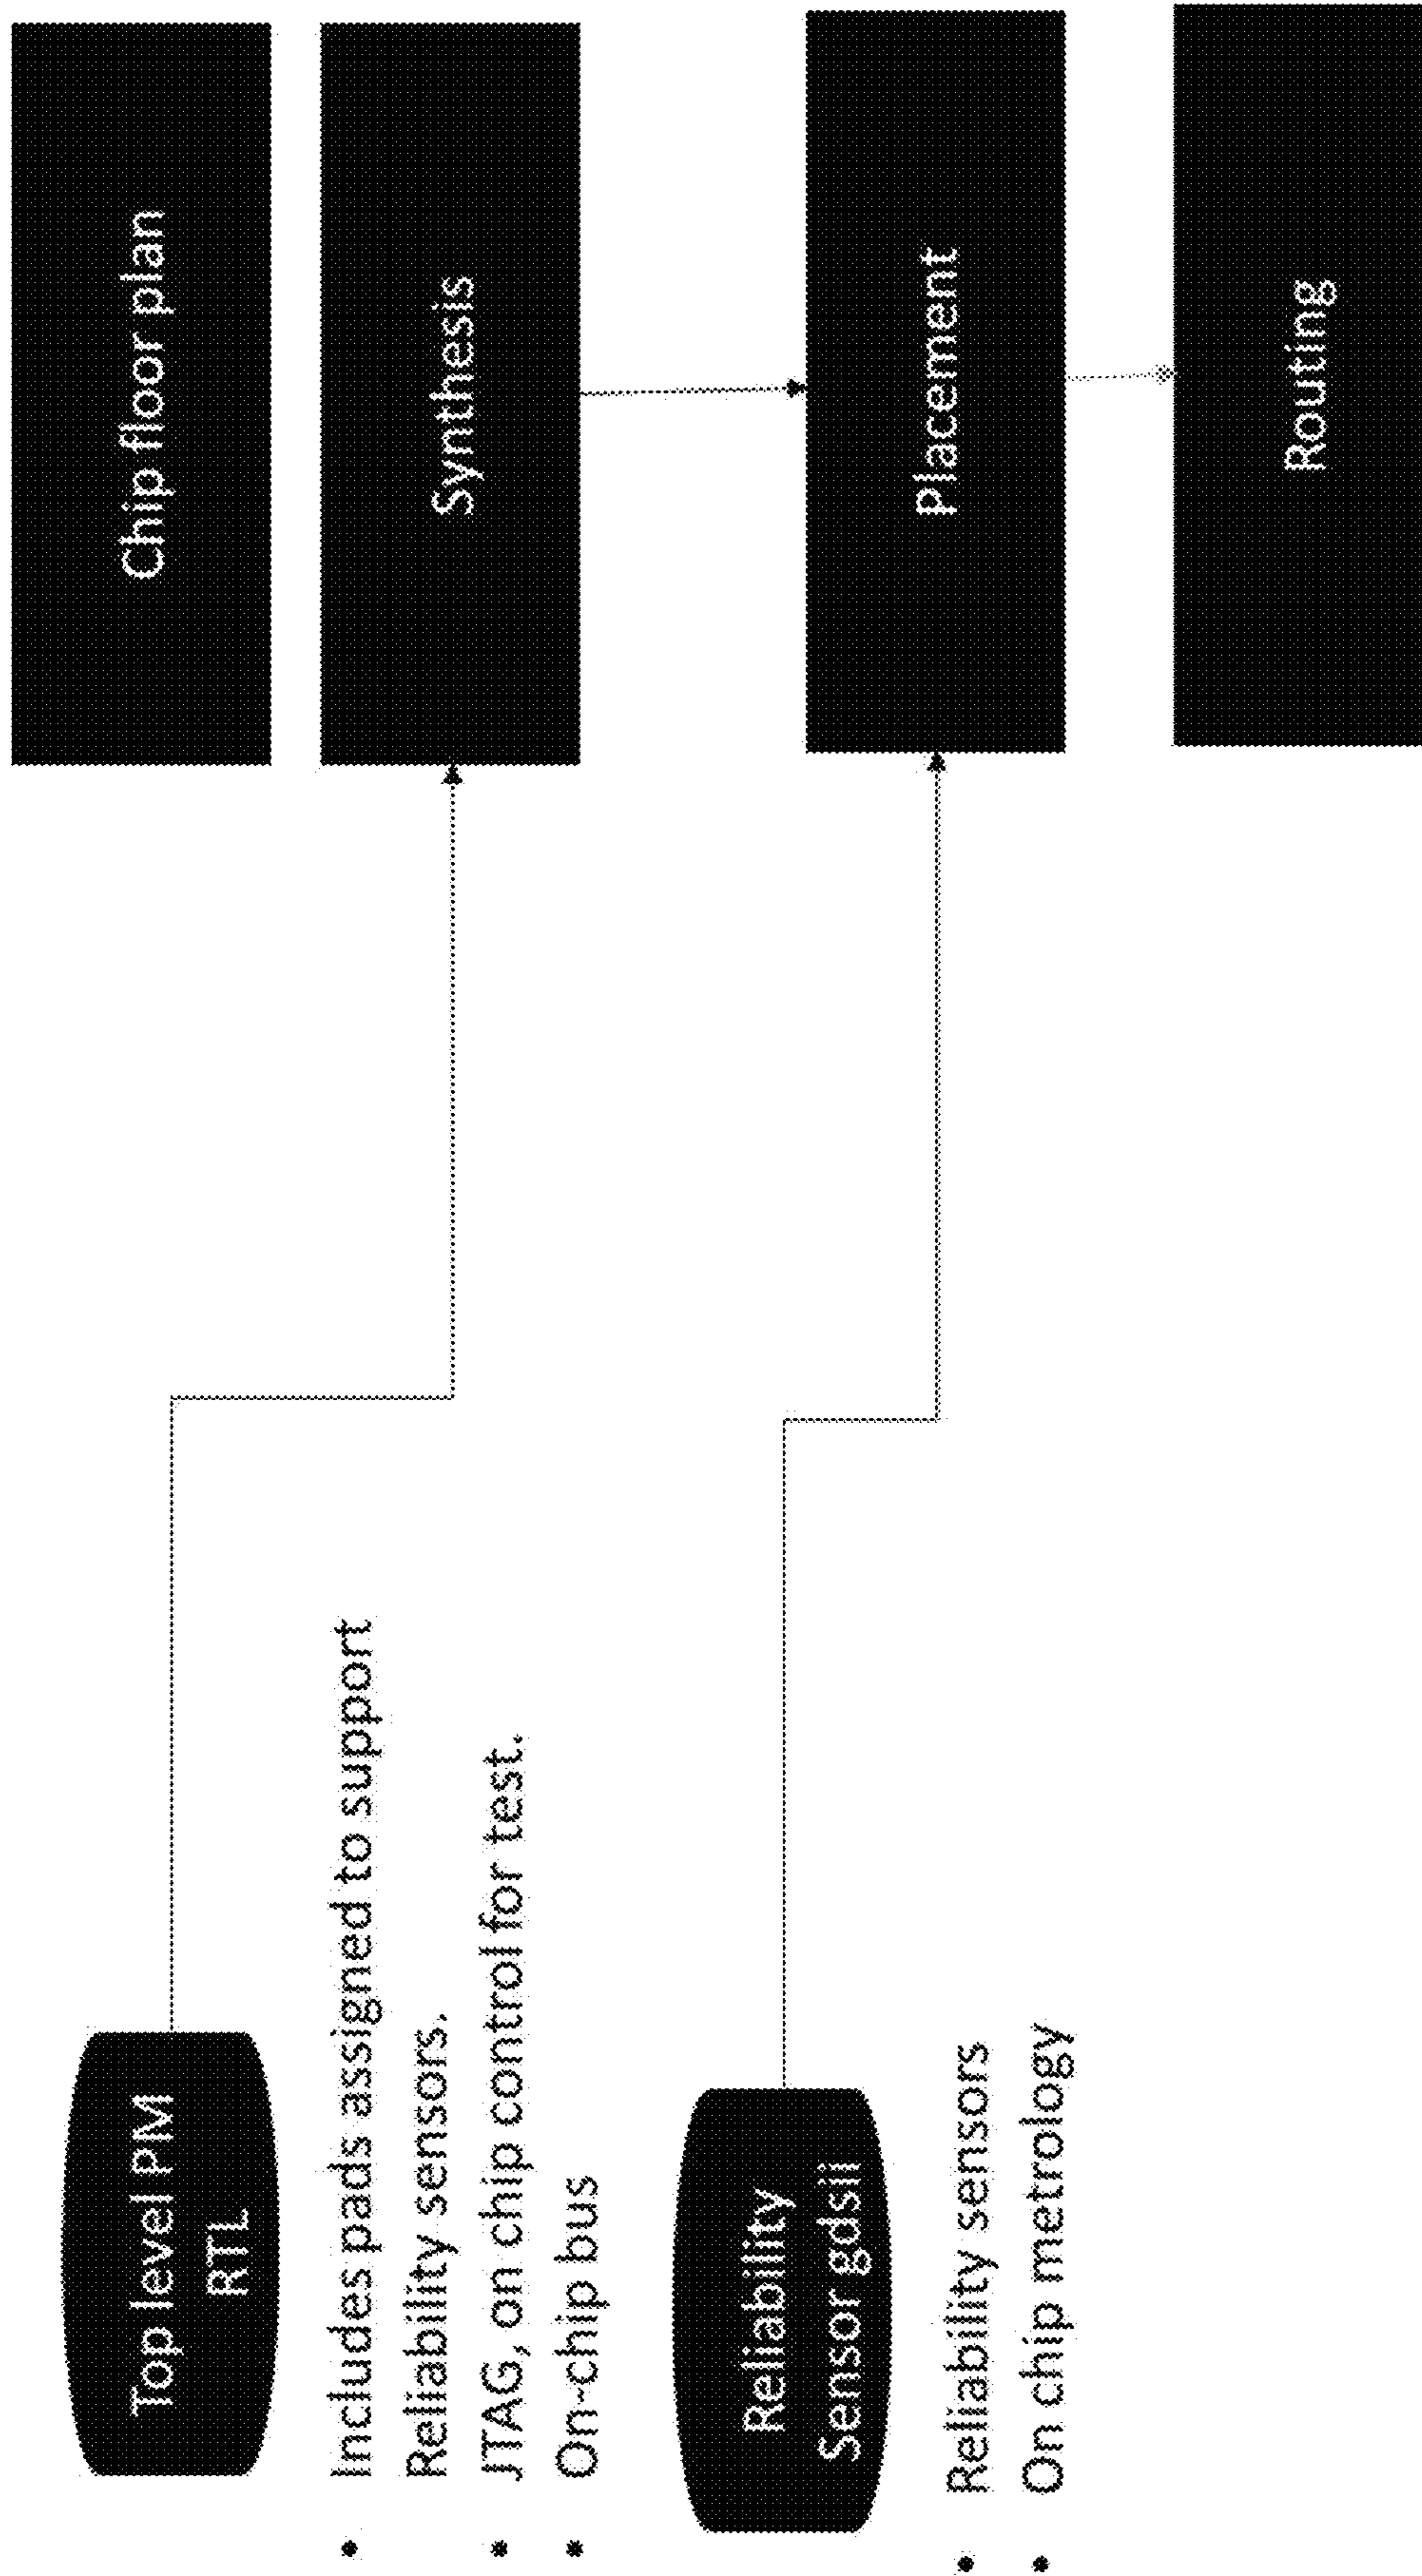 Top level PM
RTL
• Includes pads assigned to support
Reliability sensors.
• JTAG, on chip control for test.
• On-chip bus
Reliability
Sensor gdsii
• Reliability sensors
• On chip metrology
Chip floor plan
Synthesis
Placement
Routing